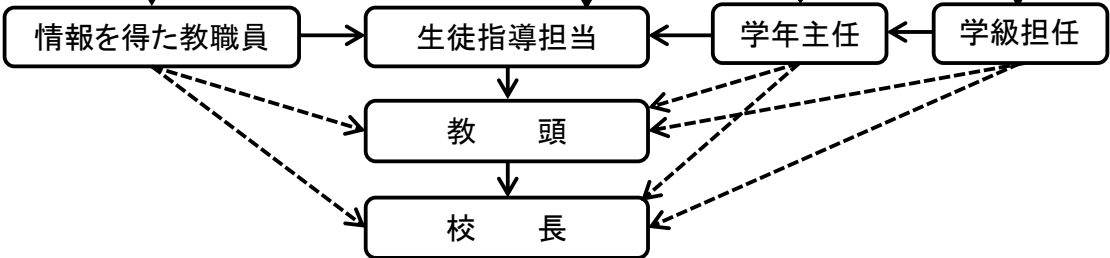 情報を得た教職員
生徒指導担当
学年主任
学級担任
教　　頭
校　　長